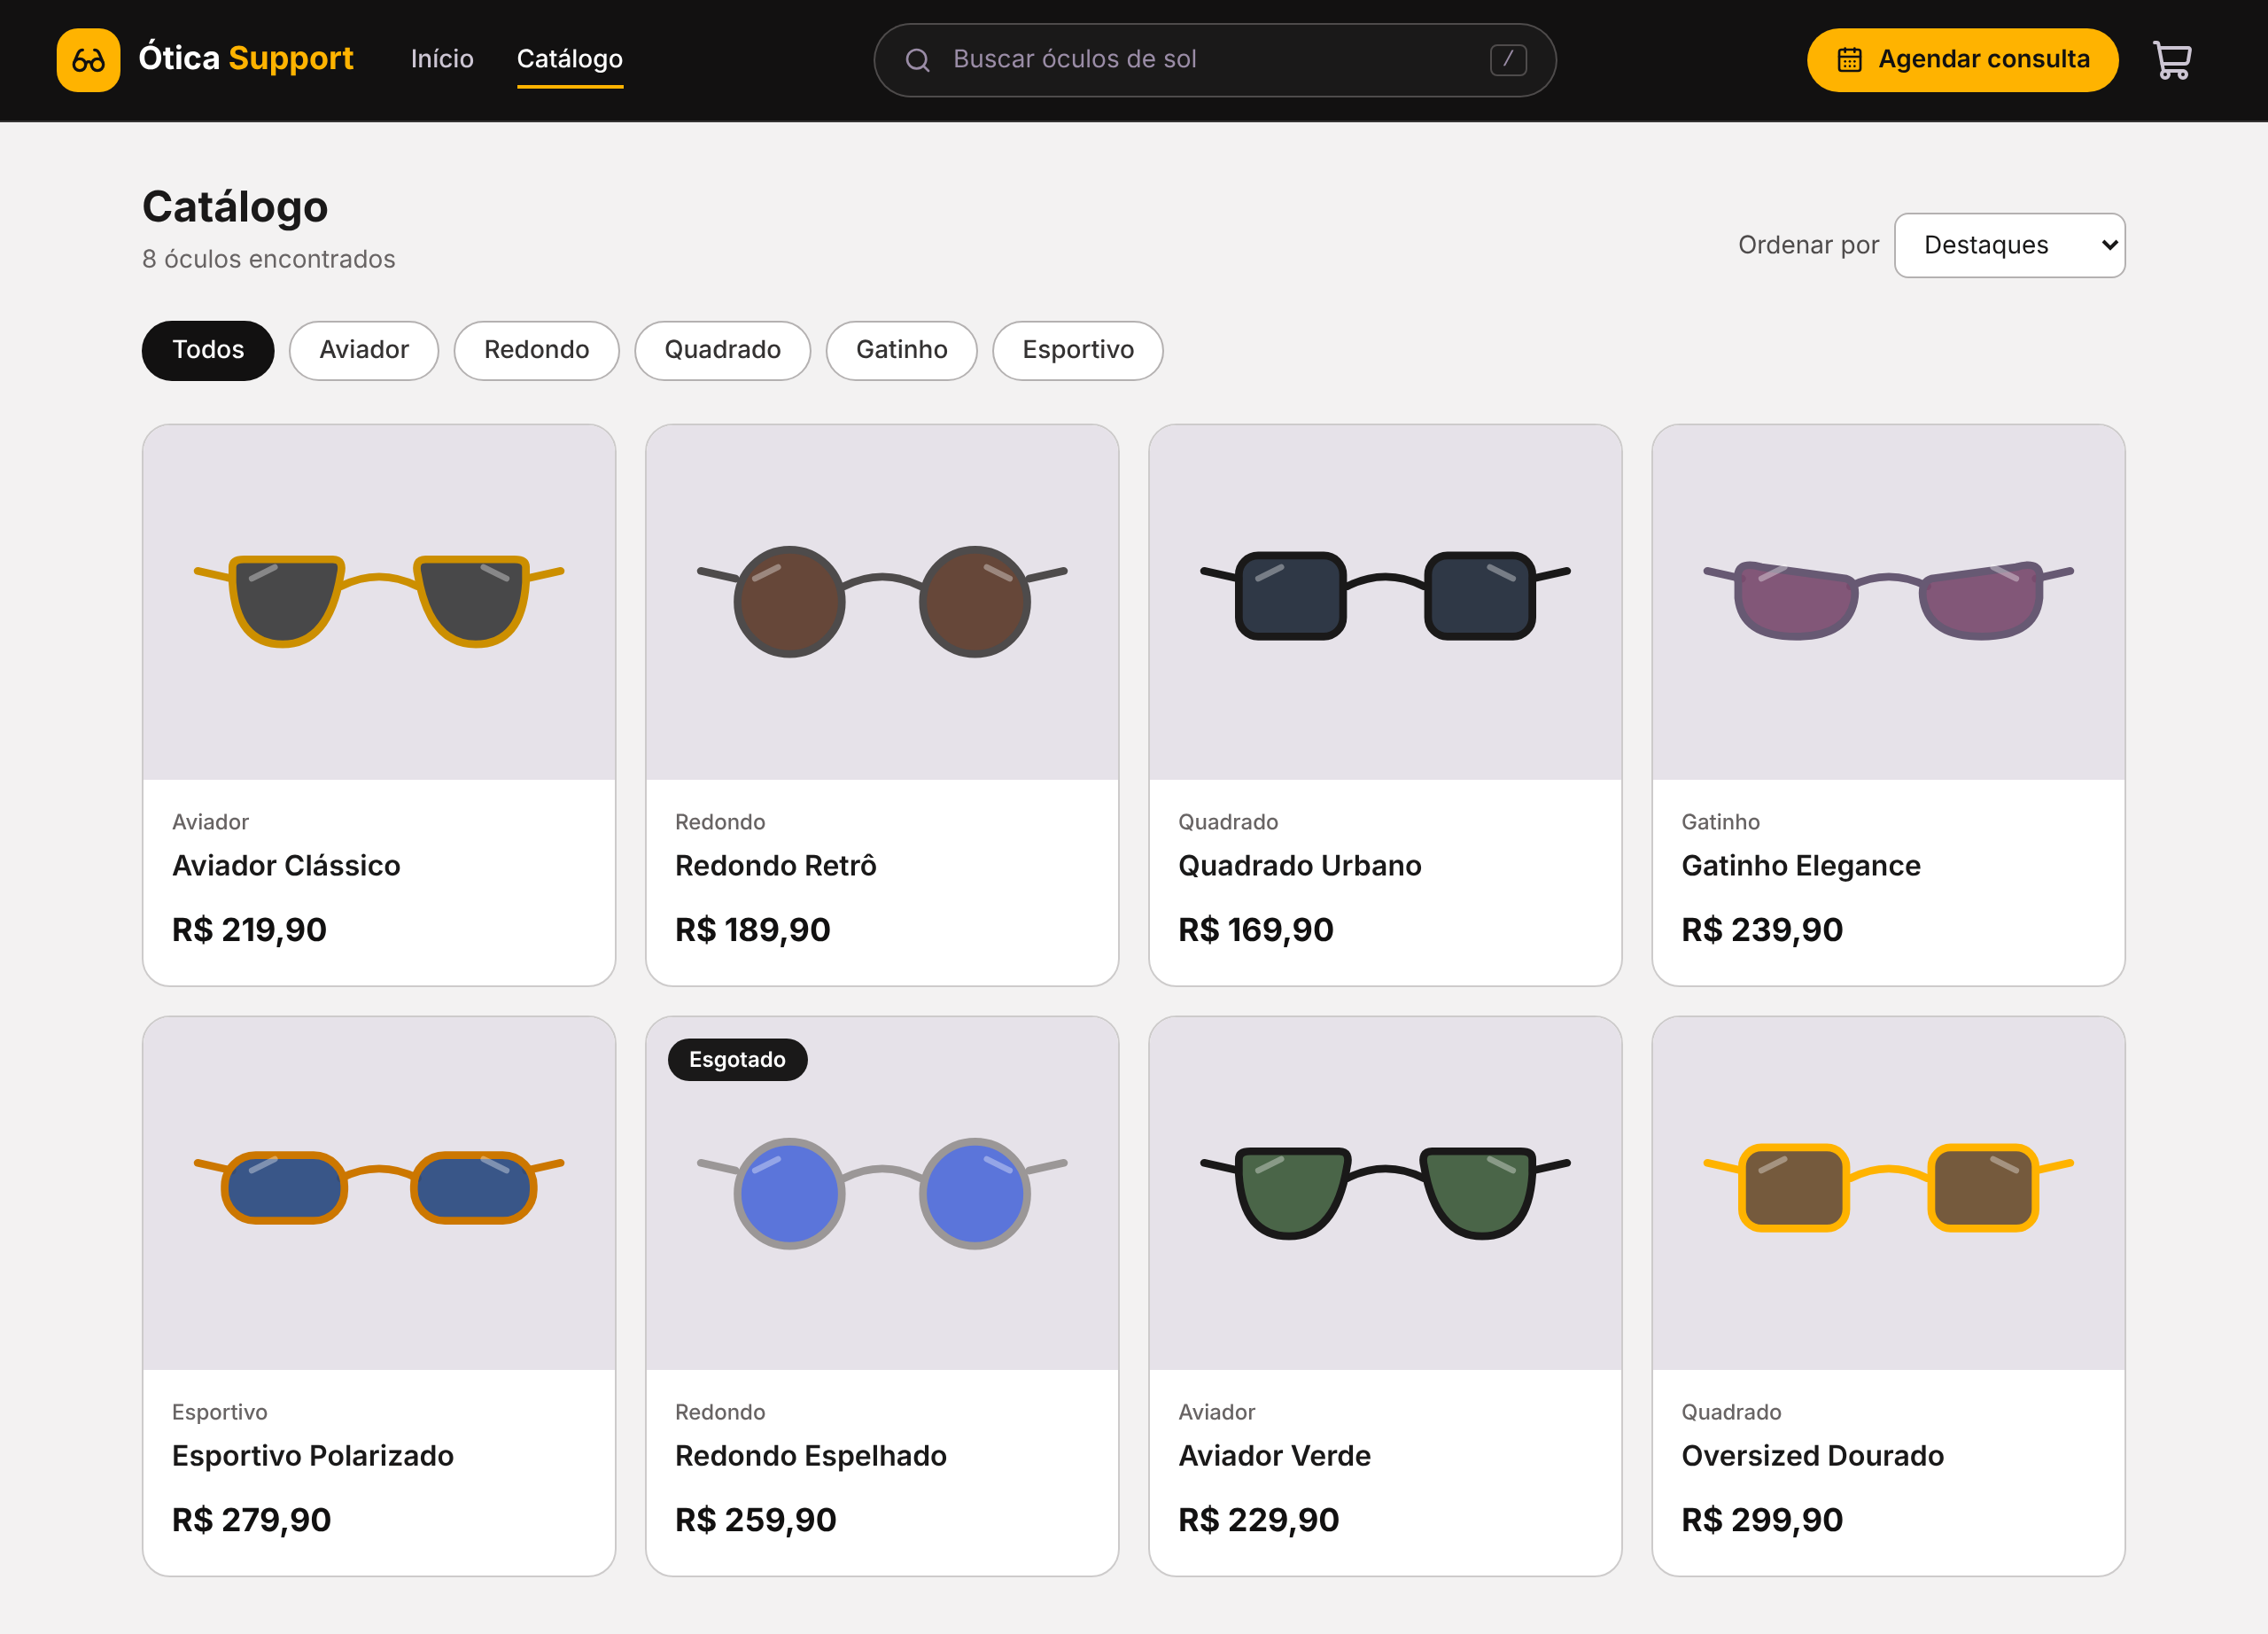 Ótica Support
Início
Catálogo
Buscar óculos de sol
/
Agendar consulta
Catálogo
8 óculos encontrados
Ordenar por
Destaques
Todos
Aviador
Redondo
Quadrado
Gatinho
Esportivo
Aviador
Aviador Clássico
R$ 219,90
Redondo
Redondo Retrô
R$ 189,90
Quadrado
Quadrado Urbano
R$ 169,90
Gatinho
Gatinho Elegance
R$ 239,90
Esportivo
Esportivo Polarizado
R$ 279,90
Esgotado
Redondo
Redondo Espelhado
R$ 259,90
Aviador
Aviador Verde
R$ 229,90
Quadrado
Oversized Dourado
R$ 299,90